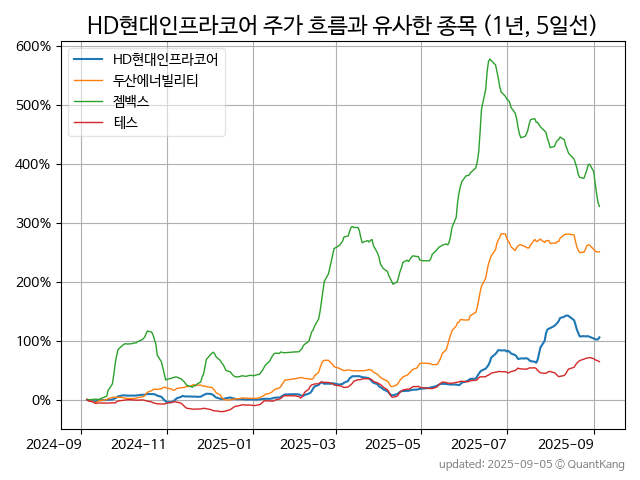 HD현대인프라코어 주가 흐름과 유사한 종목 (1년, 5일선)
600%
500%
400%
300%
200%
100%
0%
HD현대인프라코어
두산에너빌리티
젬백스
테스
2024-09
2024-11
2025-01
2025-03
2025-05
2025-07
2025-09
updated: 2025-09-05 © QuantKang